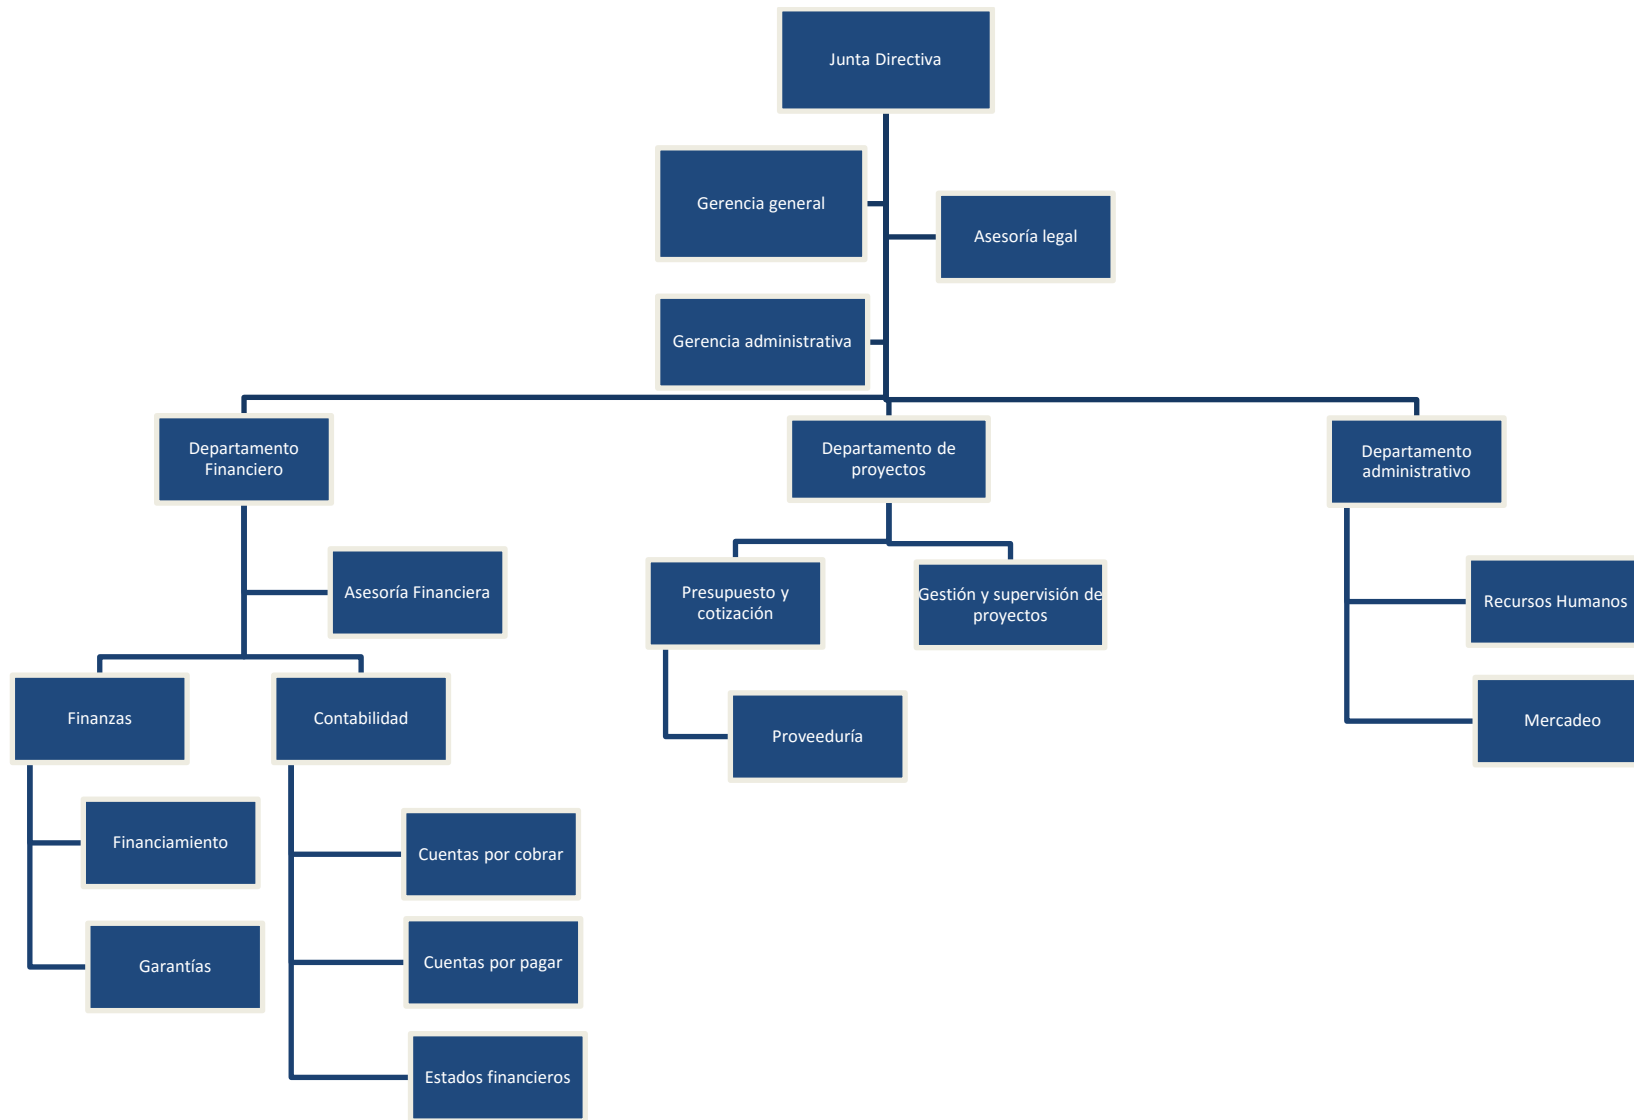 Junta Directiva
Gerencia general
Asesoría legal
Gerencia administrativa
Departamento
Financiero
Departamento de
proyectos
Departamento
administrativo
Asesoría Financiera
Presupuesto y
cotización
Gestión y supervisión de
proyectos
Recursos Humanos
Finanzas
Contabilidad
Proveeduría
Mercadeo
Financiamiento
Cuentas por cobrar
Garantías
Cuentas por pagar
Estados financieros